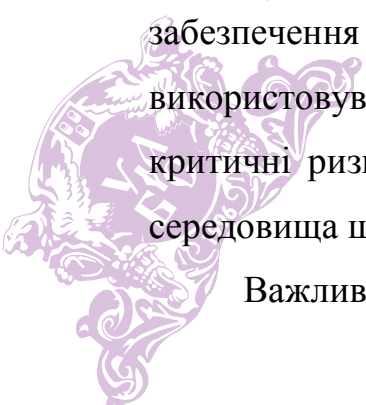 забезпечення
використовув
критичні ризи
середовища ш
Важлив